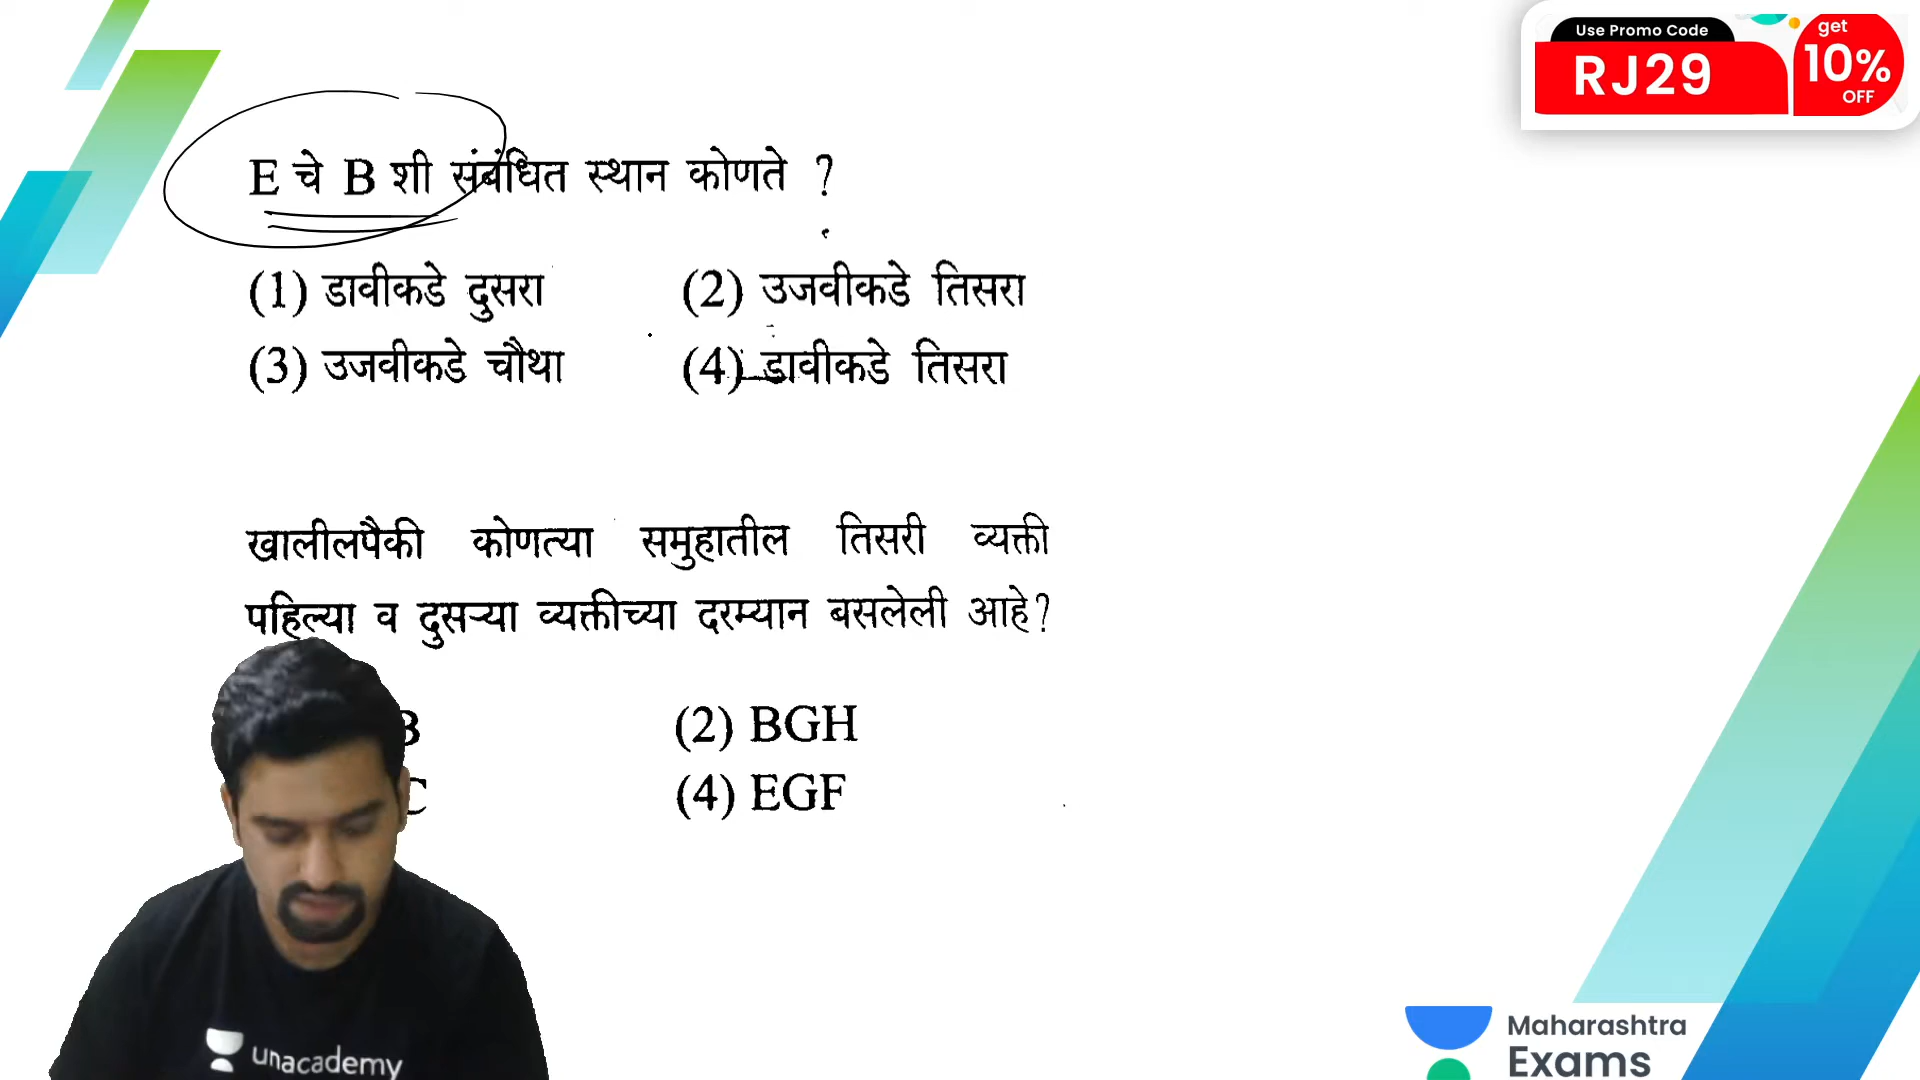 Use Promo Code
RJ29
get
10%
OFF
E चे B शी संबंधित स्थान कोणते ?
(1) डावीकडे दुसरा (2) उजवीकडे तिसरा
(3) उजवीकडे चौथा (4) डावीकडे तिसरा
खालीलपैकी कोणत्या समुहातील तिसरी व्यक्ती
पहिल्या व दुसऱ्या व्यक्तीच्या दरम्यान बसलेली आहे?
B (2) BGH
C (4) EGF
unacademy
Maharashtra
Exams